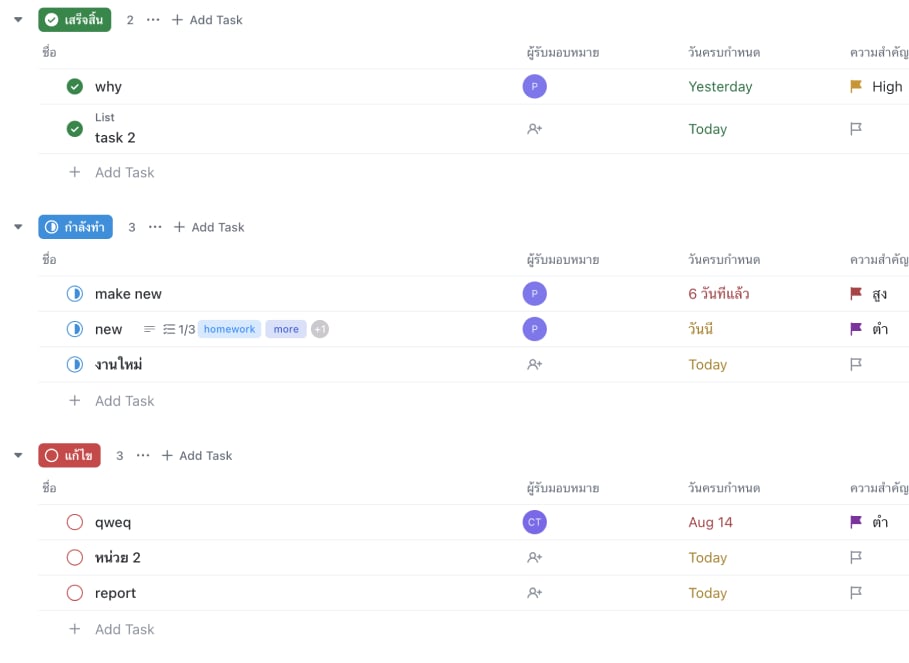 เสร็จสิ้น 2 ... + Add Task
ชื่อ ผู้รับมอบหมาย วันครบกำหนด ความสำคัญ
why P Yesterday High
List
task 2 Today
+ Add Task
กำลังทำ 3 ... + Add Task
ชื่อ ผู้รับมอบหมาย วันครบกำหนด ความสำคัญ
make new P 6 วันที่แล้ว สูง
new 1/3 homework more +1 P วันนี้ ต่ำ
งานใหม่ Today
+ Add Task
แก้ไข 3 ... + Add Task
ชื่อ ผู้รับมอบหมาย วันครบกำหนด ความสำคัญ
qweq CT Aug 14 ต่ำ
หน่วย 2 Today
report Today
+ Add Task